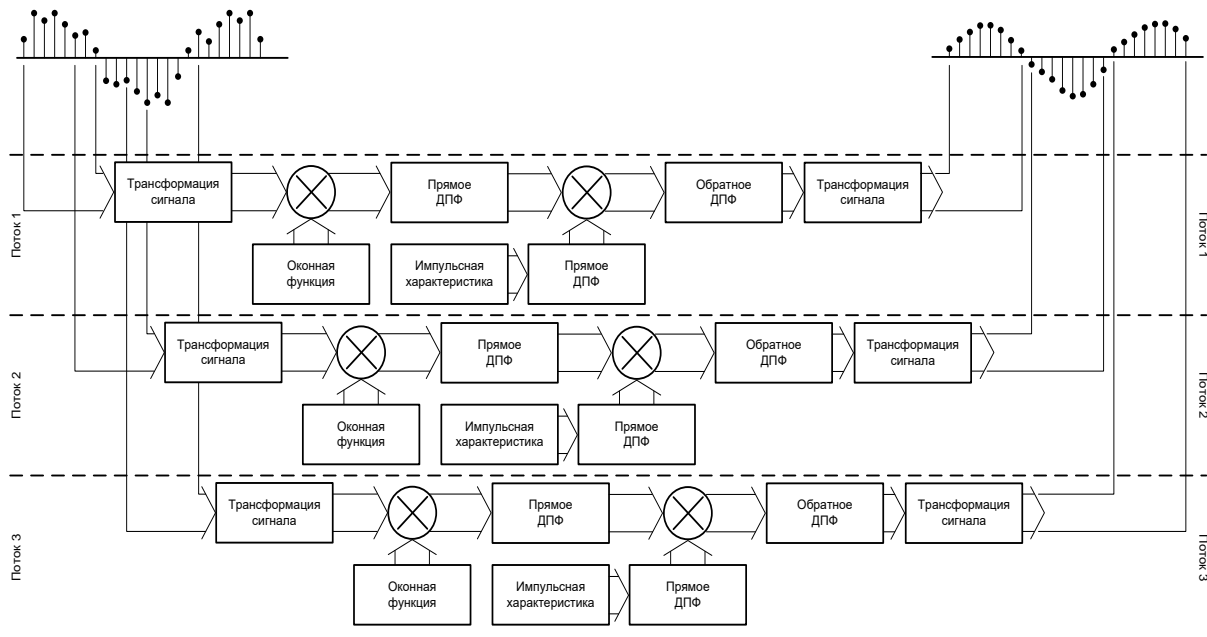 Поток 1
Трансформация
сигнала
Прямое
ДПФ
Обратное
ДПФ
Трансформация
сигнала
Оконная
функция
Импульсная
характеристика
Прямое
ДПФ
Поток 1
Поток 2
Трансформация
сигнала
Прямое
ДПФ
Обратное
ДПФ
Трансформация
сигнала
Оконная
функция
Импульсная
характеристика
Прямое
ДПФ
Поток 2
Поток 3
Трансформация
сигнала
Прямое
ДПФ
Обратное
ДПФ
Трансформация
сигнала
Оконная
функция
Импульсная
характеристика
Прямое
ДПФ
Поток 3